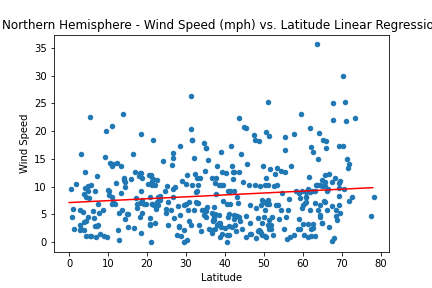 Northern Hemisphere - Wind Speed (mph) vs. Latitude Linear Regressio
35
30
25
20
15
10
5
0
Wind Speed
0 10 20 30 40 50 60 70 80
Latitude